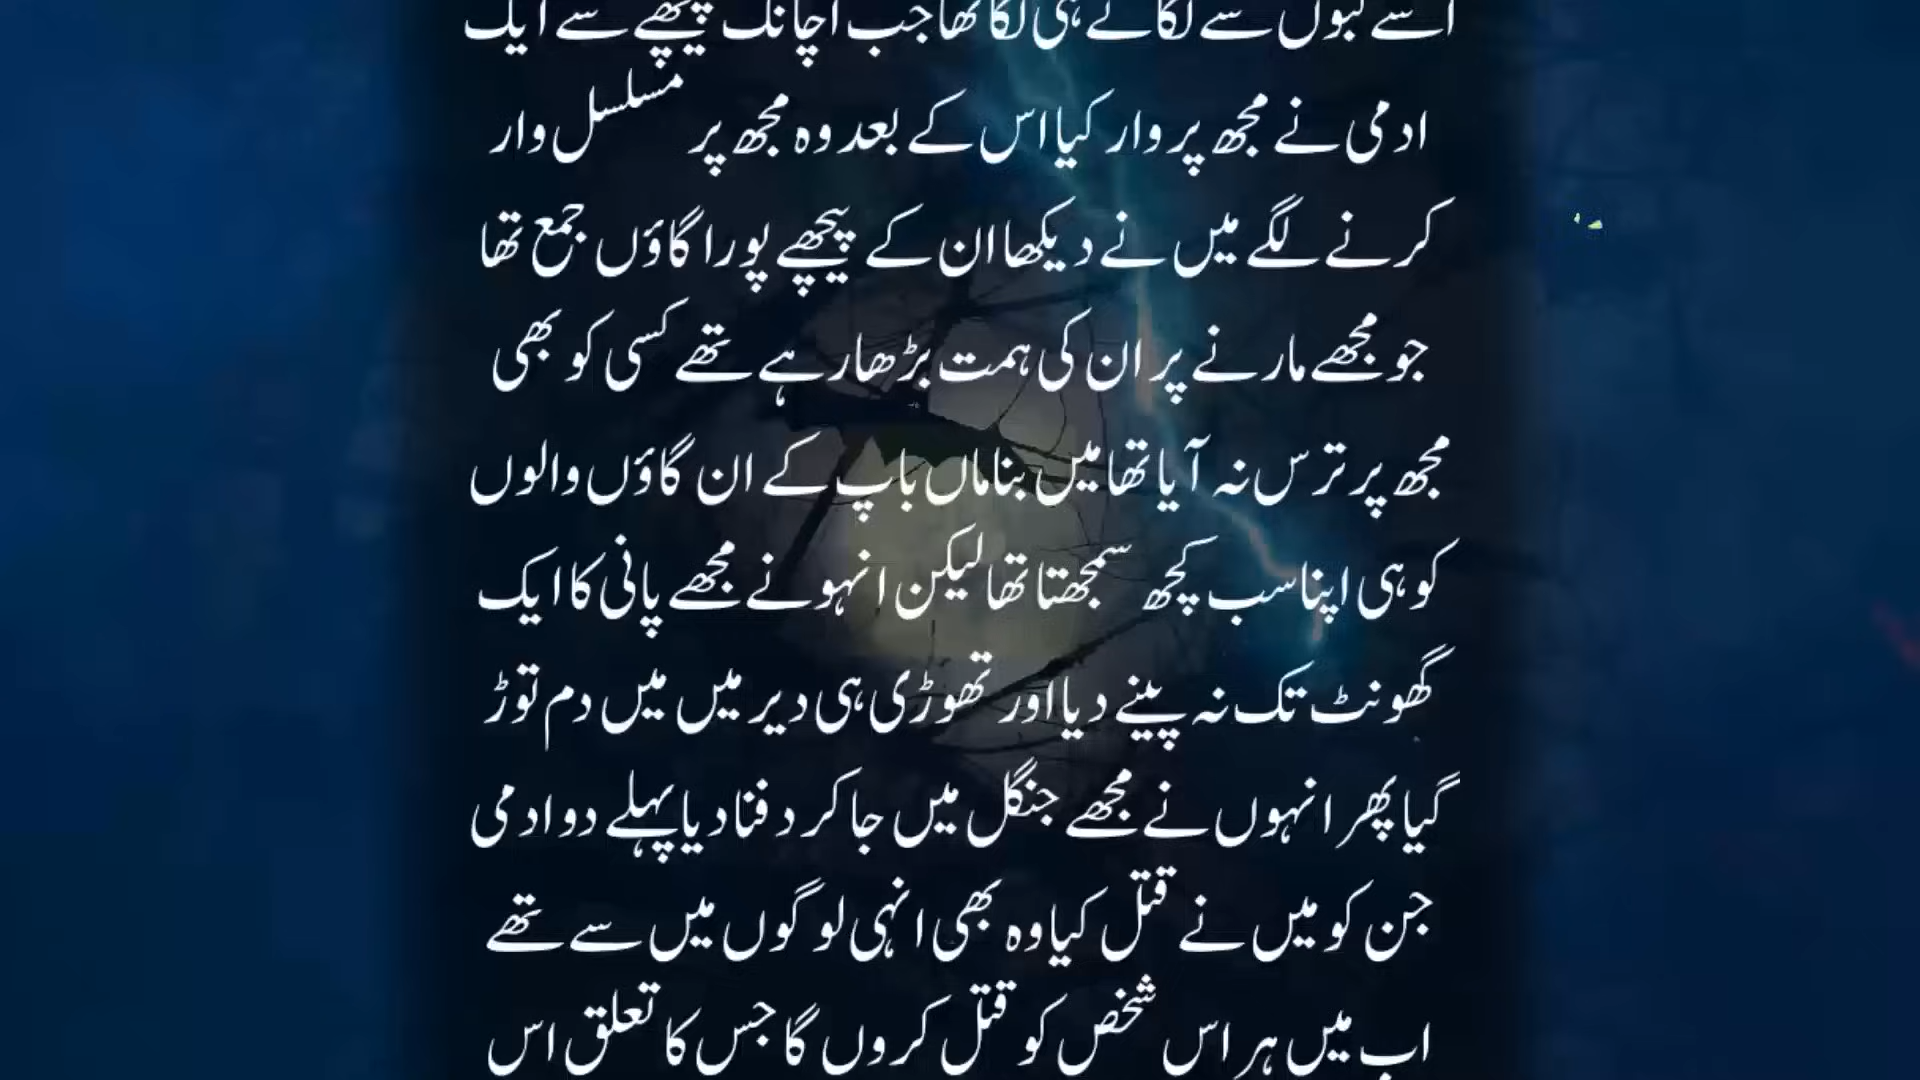 اسے لبوں سے لگانے ہی لگا تھا جب اچانک پیچھے سے ایک
ادمی نے مجھ پر وار کیا اس کے بعد وہ مجھ پر مسلسل وار
کرنے لگے میں نے دیکھا ان کے پیچھے پورا گاؤں جمع تھا
جو مجھے مارنے پر ان کی ہمت بڑھا رہے تھے کسی کو بھی
مجھ پر ترس نہ آیا تھا میں بنا ماں باپ کے ان گاؤں والوں
کو ہی اپنا سب کچھ سمجھتا تھا لیکن انہو نے مجھے پانی کا ایک
گھونٹ تک نہ پینے دیا اور تھوڑی ہی دیر میں میں دم توڑ
گیا پھر انہوں نے مجھے جنگل میں جا کر دفنا دیا پہلے دو ادمی
جن کو میں نے قتل کیا وہ بھی انہی لوگوں میں سے تھے
اب میں ہر اس شخص کو قتل کروں گا جس کا تعلق اس